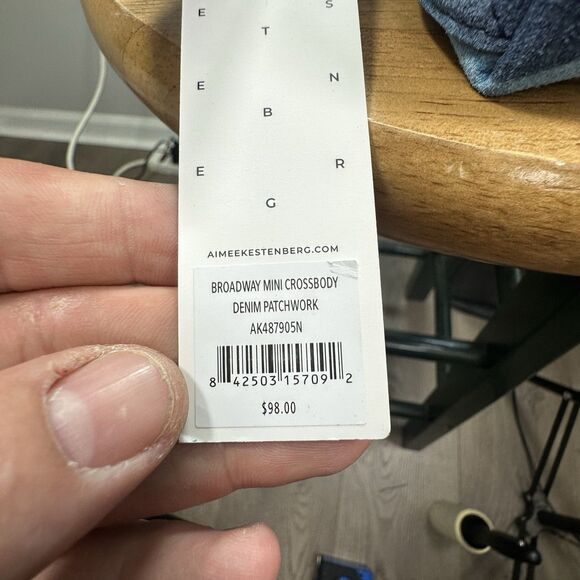 E S
T
E N
B
E R
G
AIMEEKESTENBERG.COM
BROADWAY MINI CROSSBODY
DENIM PATCHWORK
AK487905N
8 42503 15709 2
$98.00